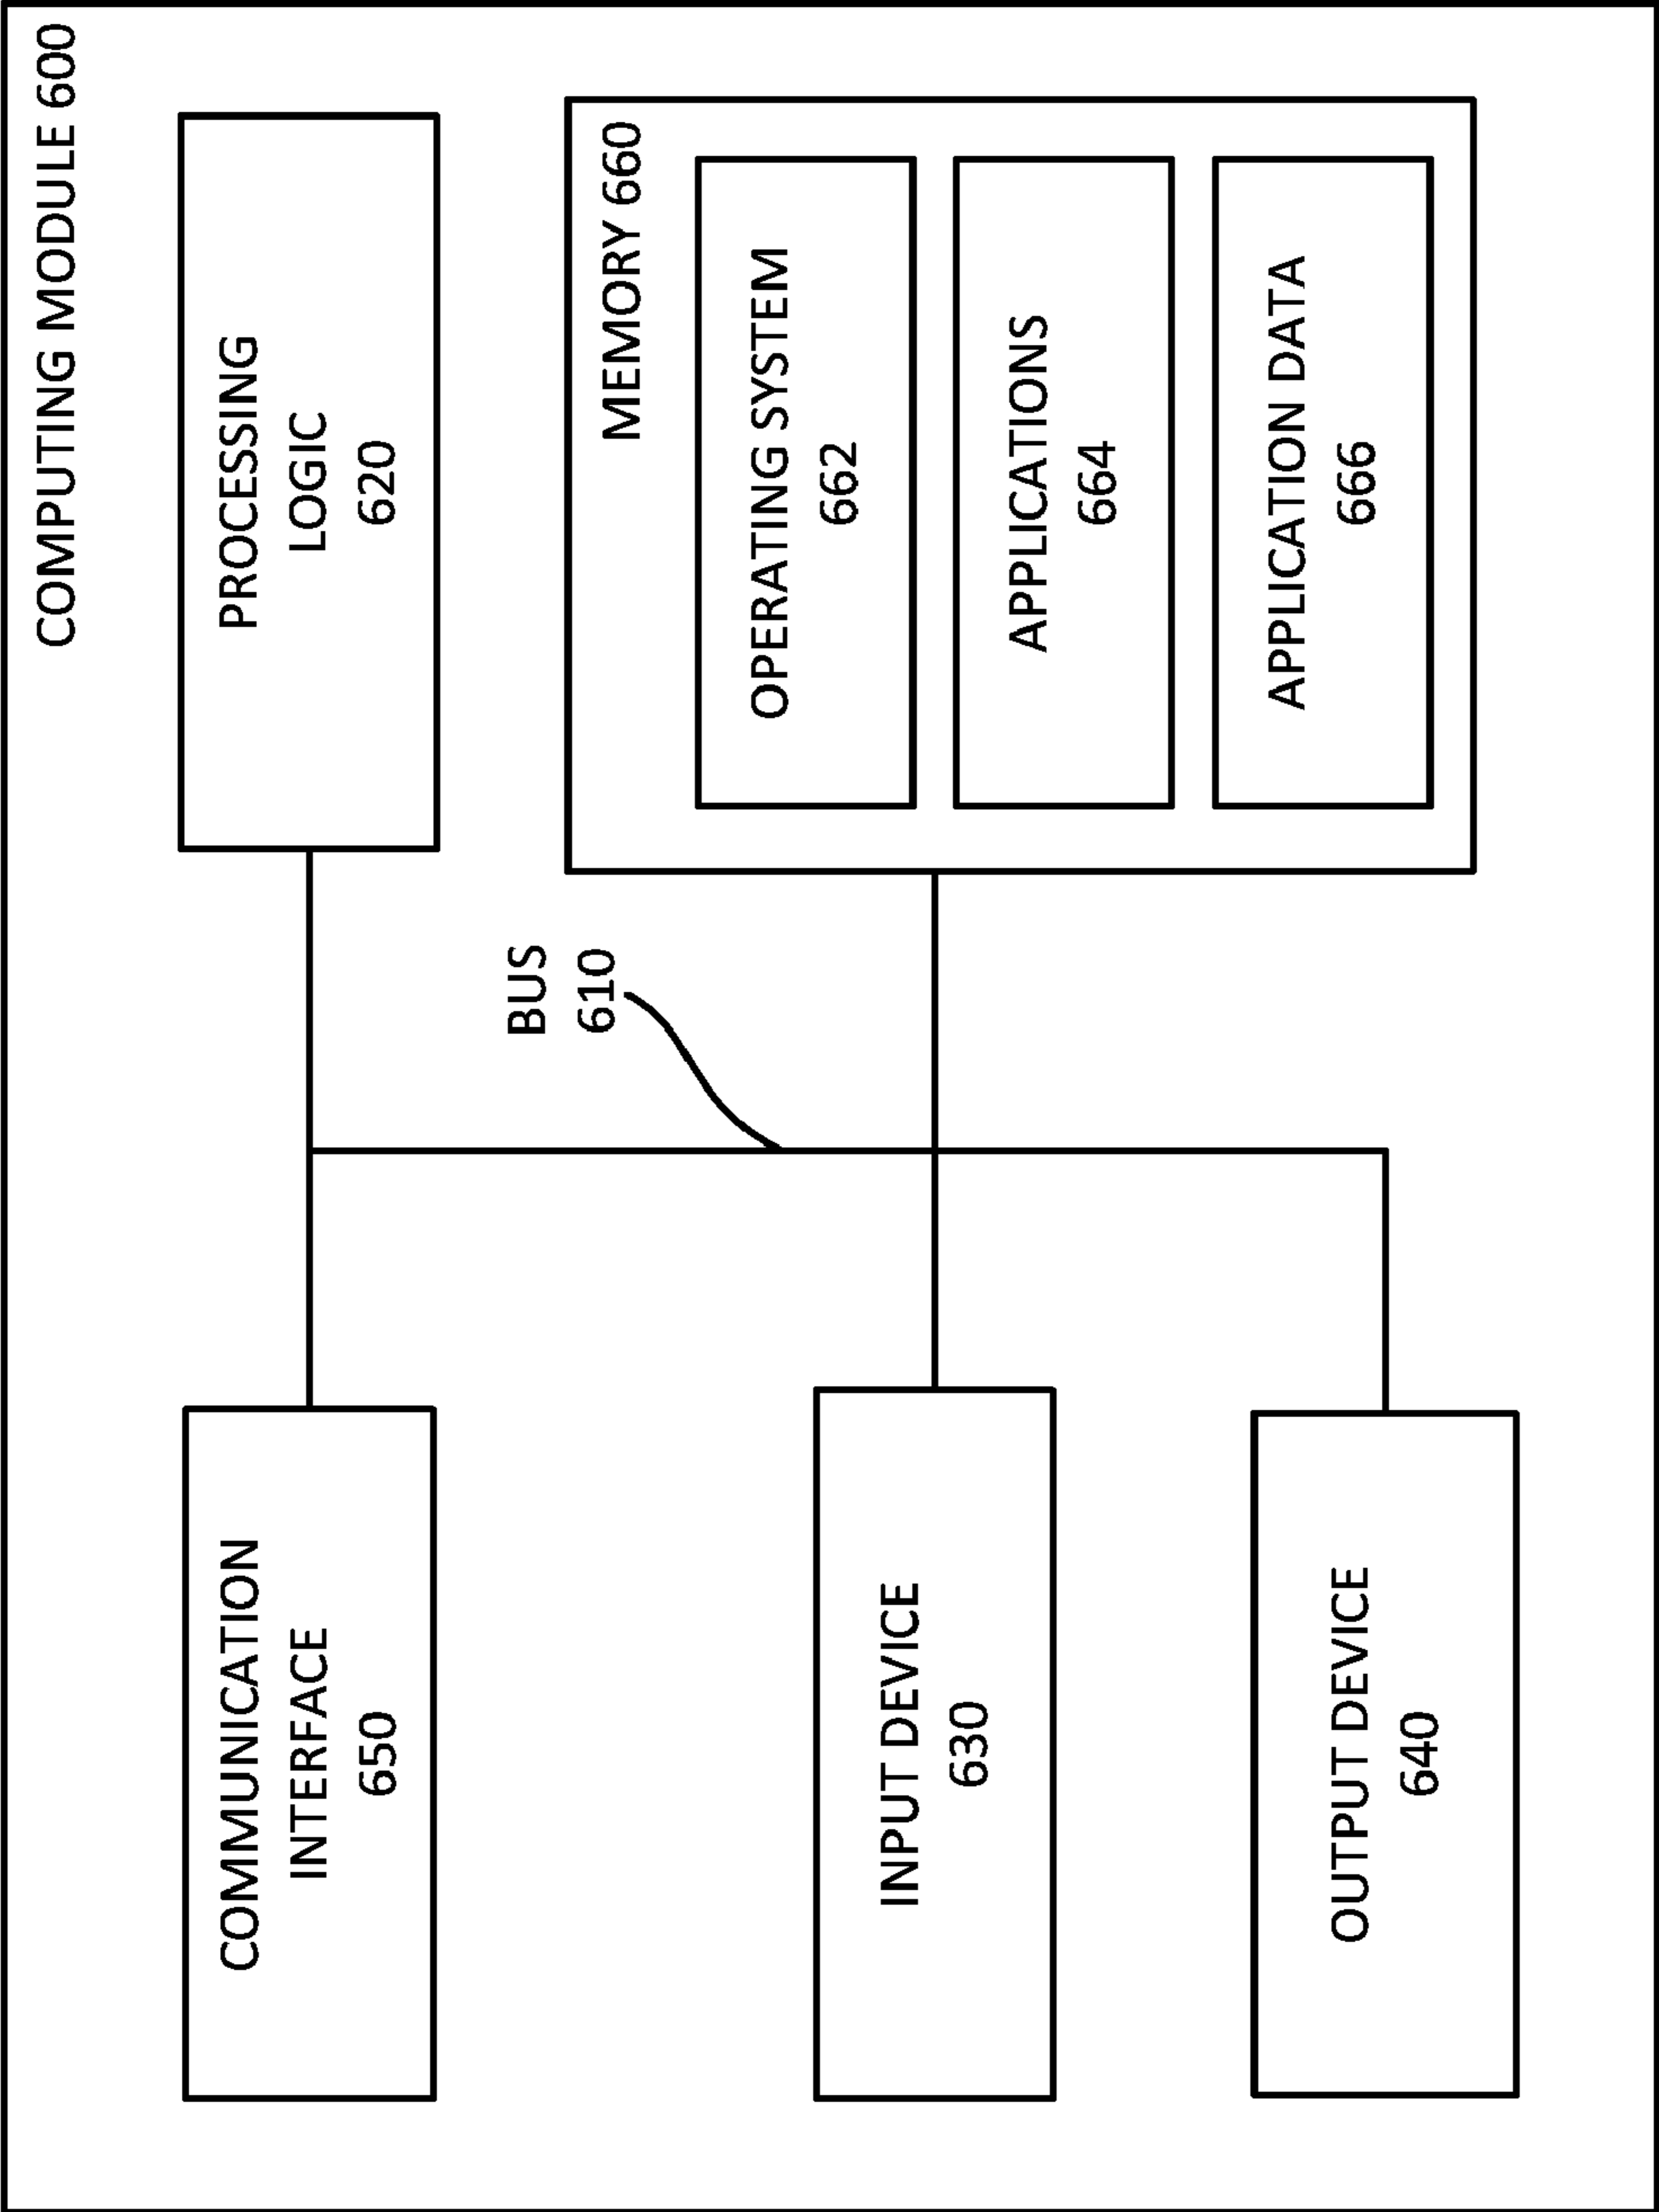 COMPUTING MODULE 600
COMMUNICATION
INTERFACE
650
PROCESSING
LOGIC
620
BUS
610
MEMORY 660
OPERATING SYSTEM
662
INPUT DEVICE
630
APPLICATIONS
664
APPLICATION DATA
666
OUTPUT DEVICE
640